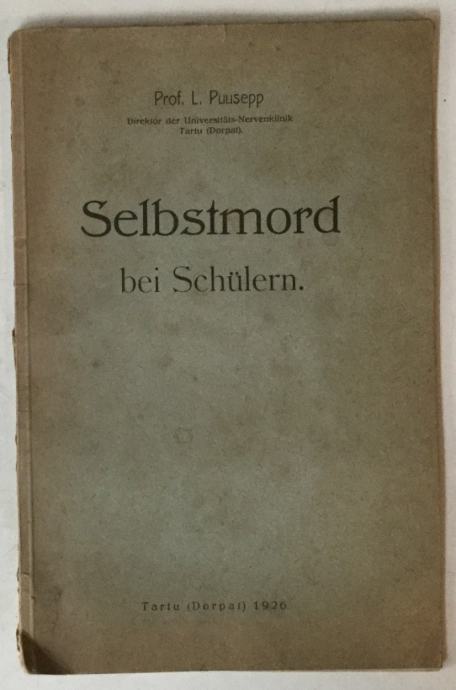 Prof. L. Puusepp
Direktor der Universitäts-Nervenklinik
Tartu (Dorpat).
Selbstmord
bei Schülern.
Tartu (Dorpat) 1926